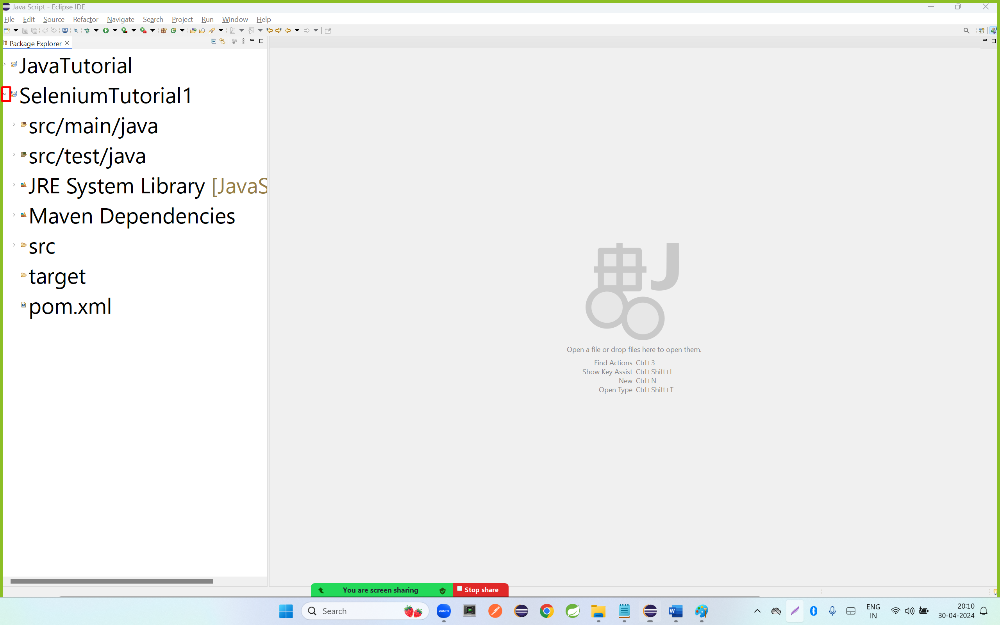 Java Script - Eclipse IDE
File Edit Source Refactor Navigate Search Project Run Window Help
Package Explorer
JavaTutorial
SeleniumTutorial1
src/main/java
src/test/java
JRE System Library [JavaS
Maven Dependencies
src
target
pom.xml
Open a file or drop files here to open them.
Find Actions Ctrl+3
Show Key Assist Ctrl+Shift+L
New Ctrl+N
Open Type Ctrl+Shift+T
You are screen sharing Stop share
Search
zoom
ENG
IN
20:10
30-04-2024